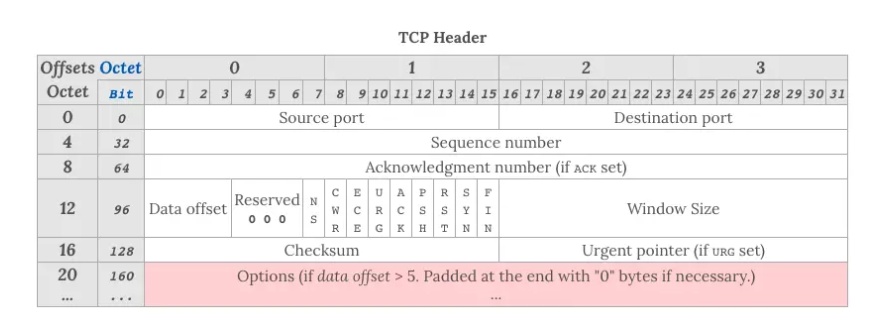 TCP Header
Offsets Octet 0 1 2 3
Octet Bit 0 1 2 3 4 5 6 7 8 9 10 11 12 13 14 15 16 17 18 19 20 21 22 23 24 25 26 27 28 29 30 31
0 0 Source port Destination port
4 32 Sequence number
8 64 Acknowledgment number (if ACK set)
12 96 Data offset Reserved 0 0 0 NS CWR ECE URG ACK PSH RST SYN FIN Window Size
16 128 Checksum Urgent pointer (if URG set)
20 160 Options (if data offset > 5. Padded at the end with "0" bytes if necessary.)
... ... ...